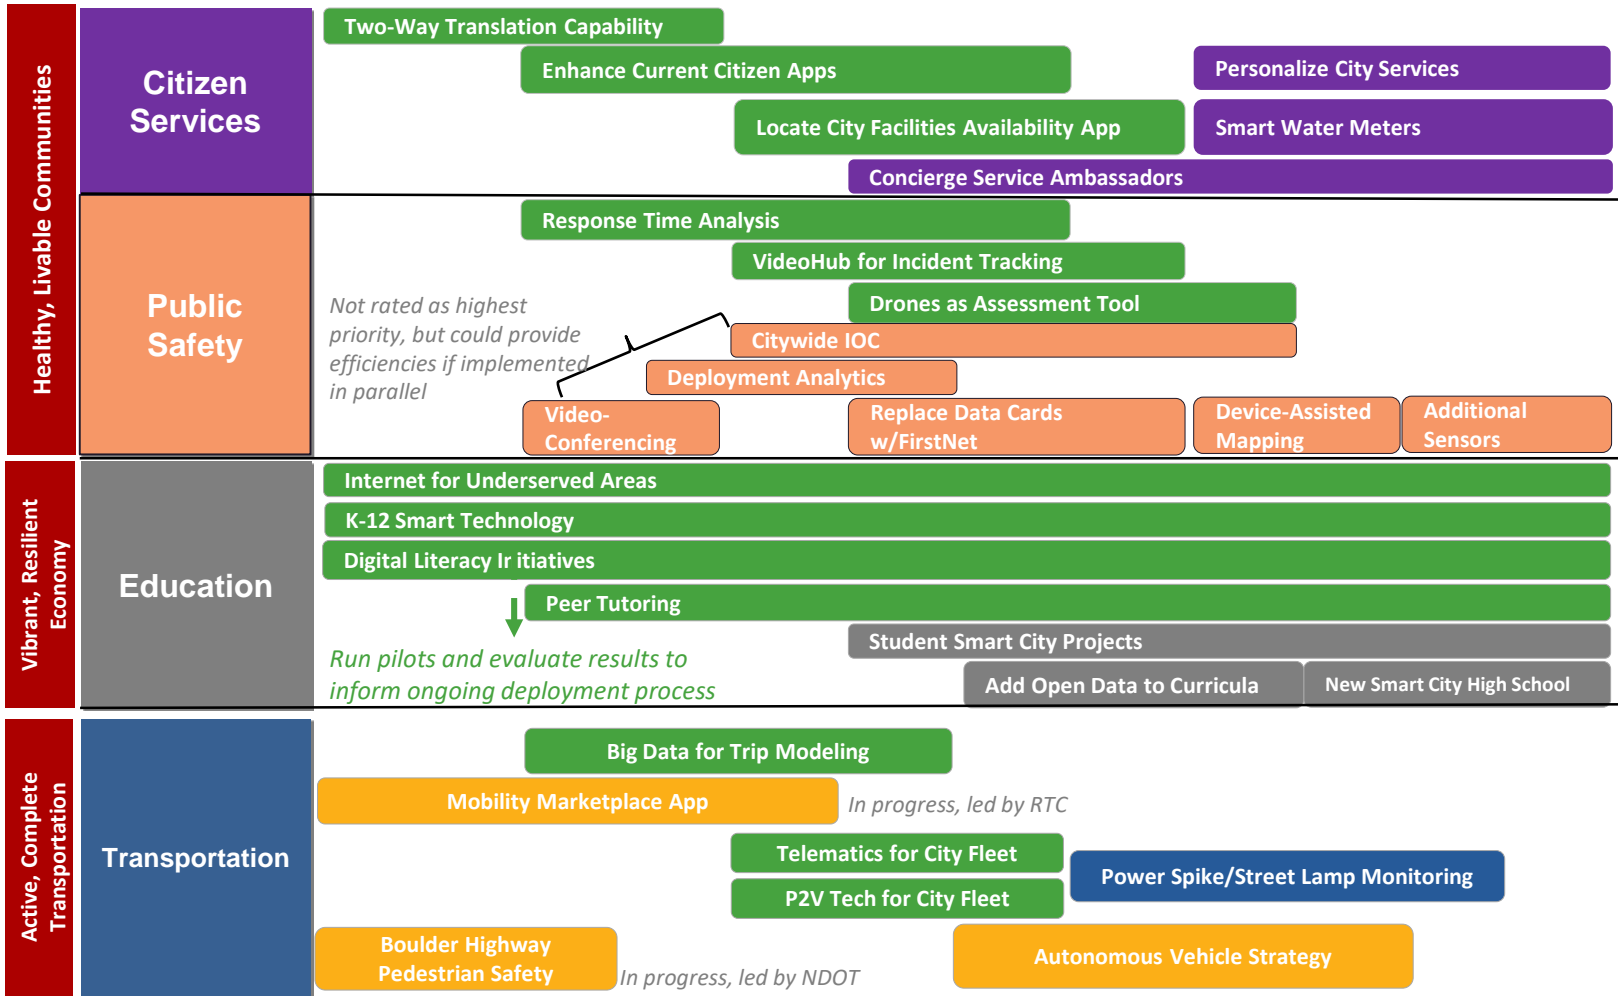 Healthy, Livable Communities
Citizen
Services
Two-Way Translation Capability
Enhance Current Citizen Apps
Personalize City Services
Locate City Facilities Availability App
Smart Water Meters
Concierge Service Ambassadors
Public
Safety
Response Time Analysis
VideoHub for Incident Tracking
Drones as Assessment Tool
Not rated as highest
priority, but could provide
efficiencies if implemented
in parallel
Citywide IOC
Deployment Analytics
Video-
Conferencing
Replace Data Cards
w/FirstNet
Device-Assisted
Mapping
Additional
Sensors
Vibrant, Resilient
Economy
Education
Internet for Underserved Areas
K-12 Smart Technology
Digital Literacy Ir itiatives
Peer Tutoring
Student Smart City Projects
Run pilots and evaluate results to
inform ongoing deployment process
Add Open Data to Curricula
New Smart City High School
Active, Complete
Transportation
Transportation
Big Data for Trip Modeling
Mobility Marketplace App
In progress, led by RTC
Telematics for City Fleet
Power Spike/Street Lamp Monitoring
P2V Tech for City Fleet
Boulder Highway
Pedestrian Safety
In progress, led by NDOT
Autonomous Vehicle Strategy